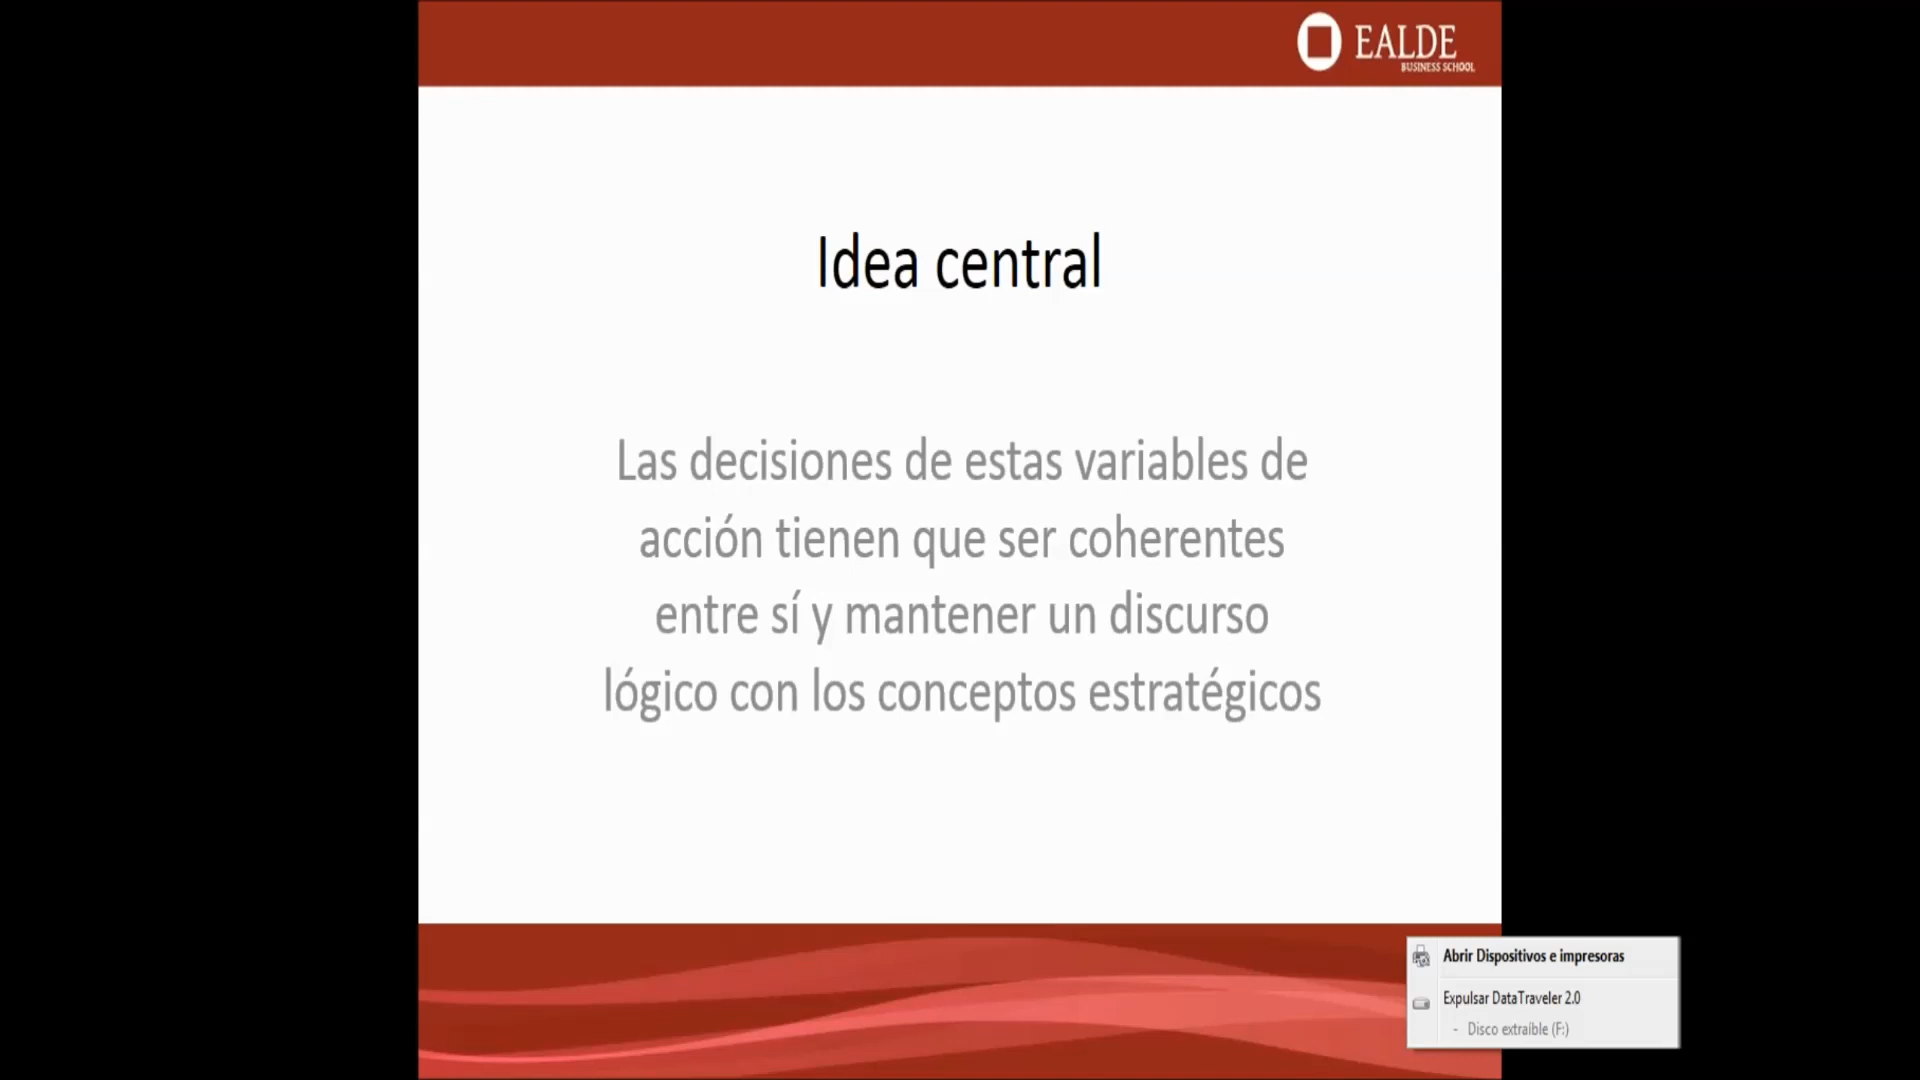 EALDE
BUSINESS SCHOOL
Idea central
Las decisiones de estas variables de
acción tienen que ser coherentes
entre sí y mantener un discurso
lógico con los conceptos estratégicos
Abrir Dispositivos e impresoras
Expulsar DataTraveler 2.0
- Disco extraíble (F:)